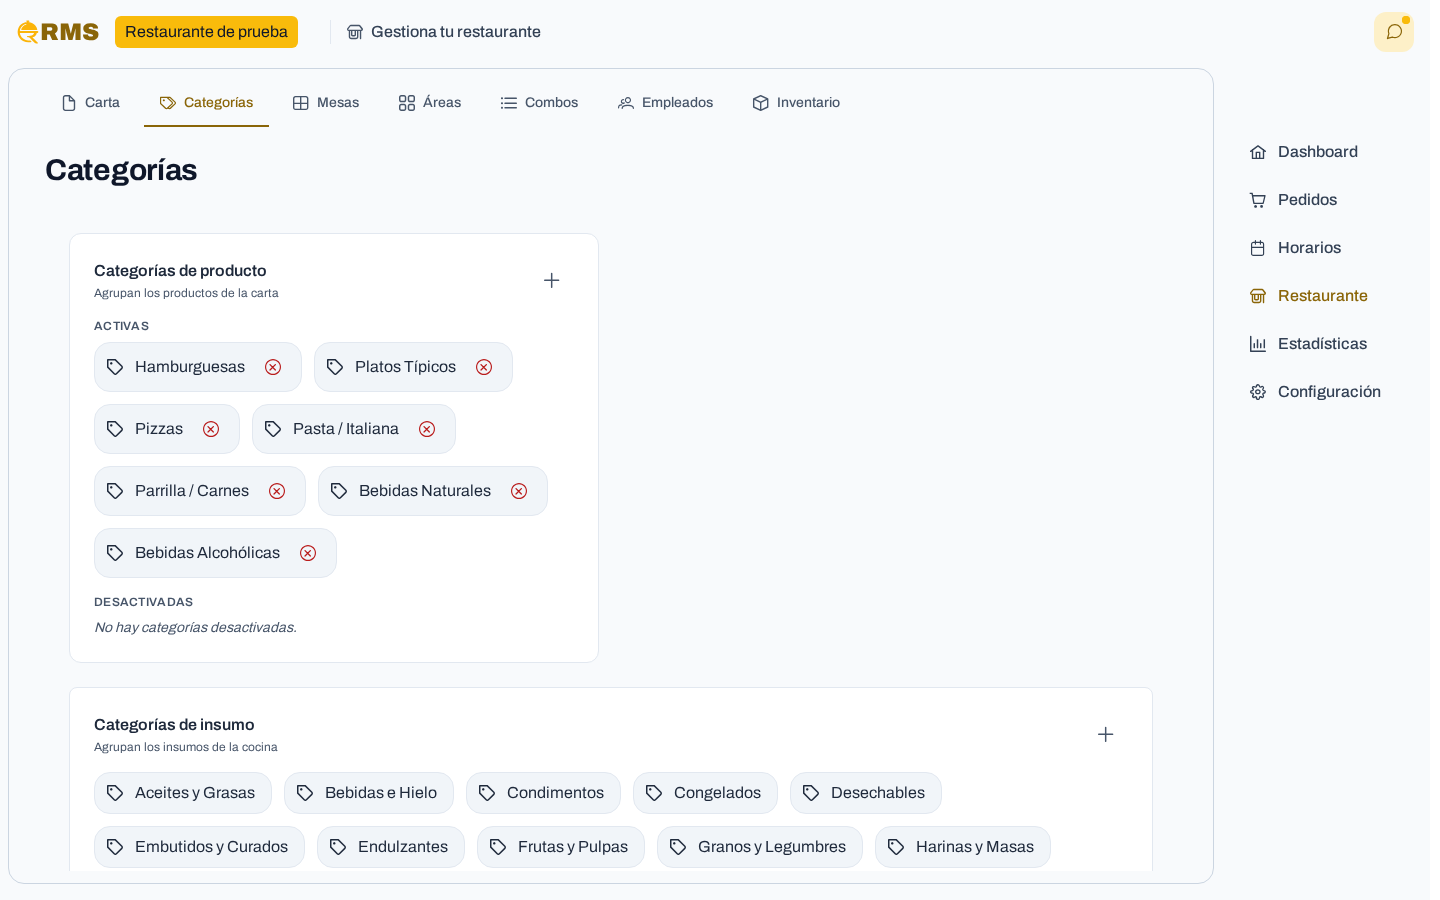 RMS
Restaurante de prueba
Gestiona tu restaurante
Carta
Categorías
Mesas
Áreas
Combos
Empleados
Inventario
Categorías
Categorías de producto
Agrupan los productos de la carta
ACTIVAS
Hamburguesas
Platos Típicos
Pizzas
Pasta / Italiana
Parrilla / Carnes
Bebidas Naturales
Bebidas Alcohólicas
DESACTIVADAS
No hay categorías desactivadas.
Categorías de insumo
Agrupan los insumos de la cocina
Aceites y Grasas
Bebidas e Hielo
Condimentos
Congelados
Desechables
Embutidos y Curados
Endulzantes
Frutas y Pulpas
Granos y Legumbres
Harinas y Masas
Dashboard
Pedidos
Horarios
Restaurante
Estadísticas
Configuración